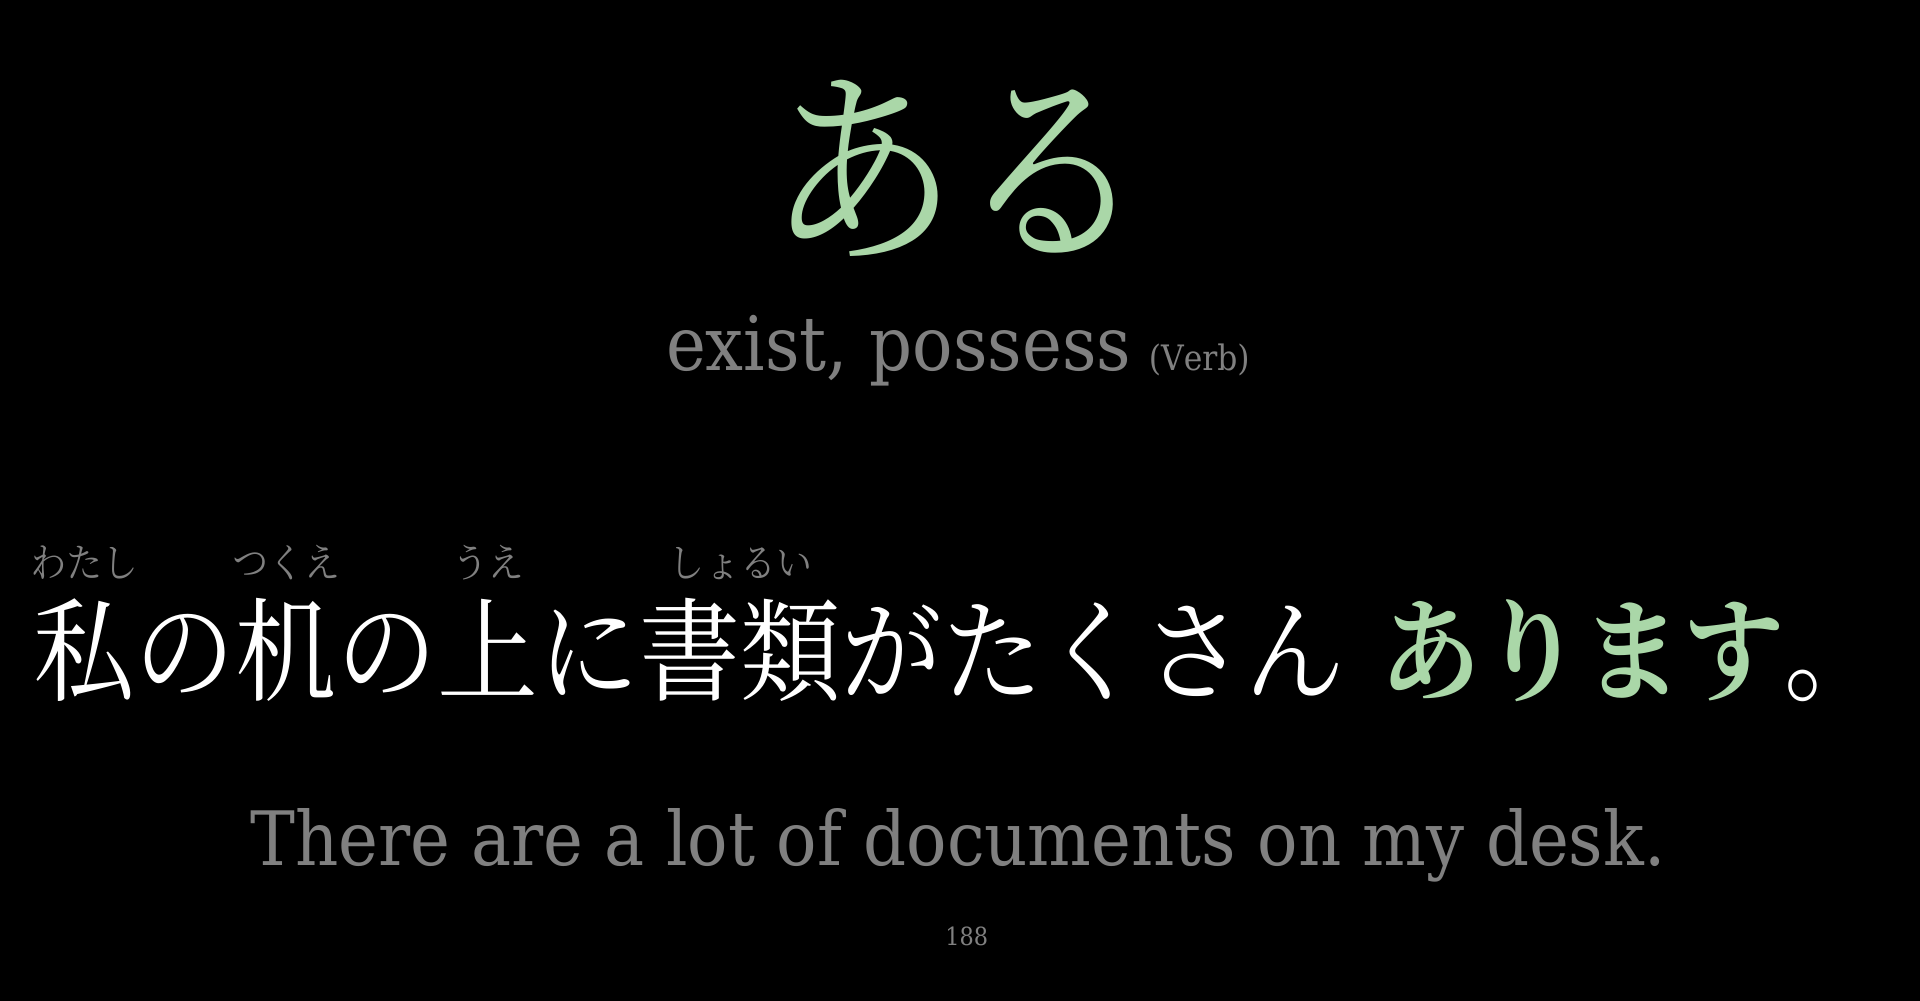 ある
exist, possess (Verb)
わたし つくえ うえ しょるい
私の机の上に書類がたくさん あります。
There are a lot of documents on my desk.
188